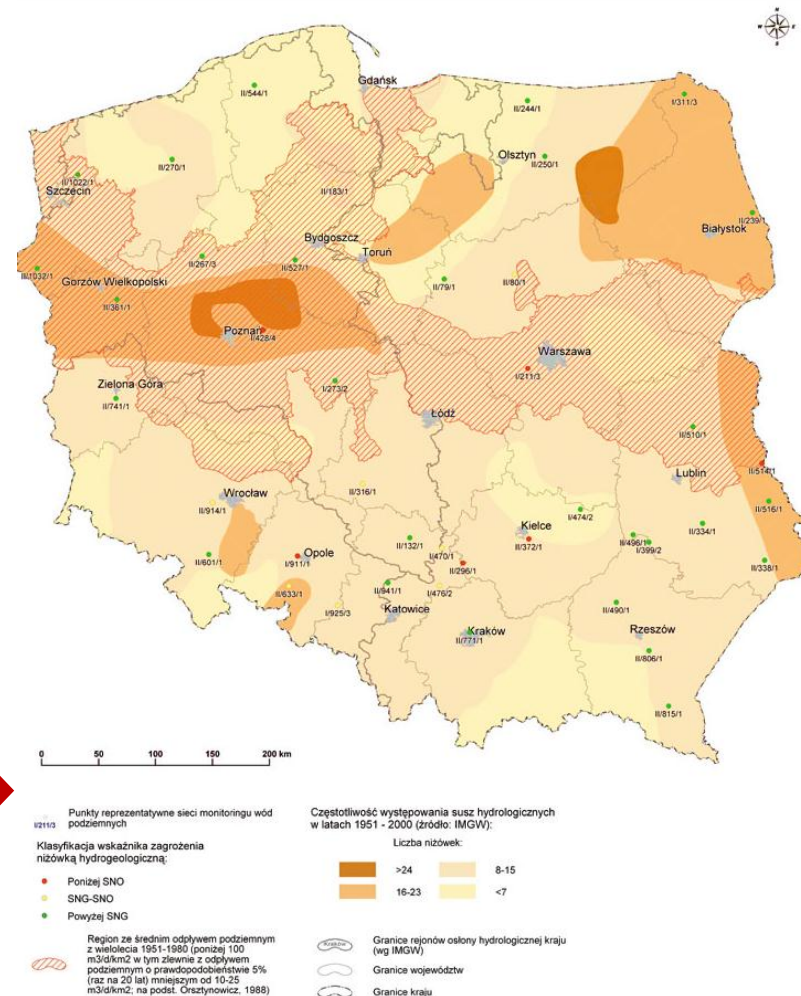 N
W
E
S
Gdańsk
II/544/1
II/244/1
I/311/3
Olsztyn
II/250/1
II/270/1
II/1022/1
Szczecin
II/183/1
II/239/1
Białystok
Bydgoszcz
Toruń
II/267/3
II/527/1
III/1032/1
Gorzów Wielkopolski
II/361/1
II/79/1
II/80/1
Poznań
I/428/4
Warszawa
I/211/3
Zielona Góra
II/741/1
I/273/2
Łódź
II/510/1
Lublin
II/514/1
Wrocław
II/914/1
II/316/1
II/516/1
I/474/2
Kielce
II/372/1
II/334/1
II/496/1
I/399/2
II/132/1
I/470/1
II/296/1
II/338/1
II/601/1
Opole
I/911/1
II/633/1
I/925/3
II/941/1
I/476/2
Katowice
II/490/1
Kraków
II/771/1
Rzeszów
II/806/1
II/815/1
0 50 100 150 200 km
I/211/3 Punkty reprezentatywne sieci monitoringu wód
podziemnych
Klasyfikacja wskaźnika zagrożenia
niżówką hydrogeologiczną:
Poniżej SNO
SNG-SNO
Powyżej SNG
Region ze średnim odpływem podziemnym
z wielolecia 1951-1980 (poniżej 100
m3/d/km2 w tym zlewnie z odpływem
podziemnym o prawdopodobieństwie 5%
(raz na 20 lat) mniejszym od 10-25
m3/d/km2; na podst. Orsztynowicz, 1988)
Częstotliwość występowania susz hydrologicznych
w latach 1951 - 2000 (źródło: IMGW):
Liczba niżówek:
>24 8-15
16-23 <7
Kraków Granice rejonów osłony hydrologicznej kraju
(wg IMGW)
Granice województw
Granice kraju